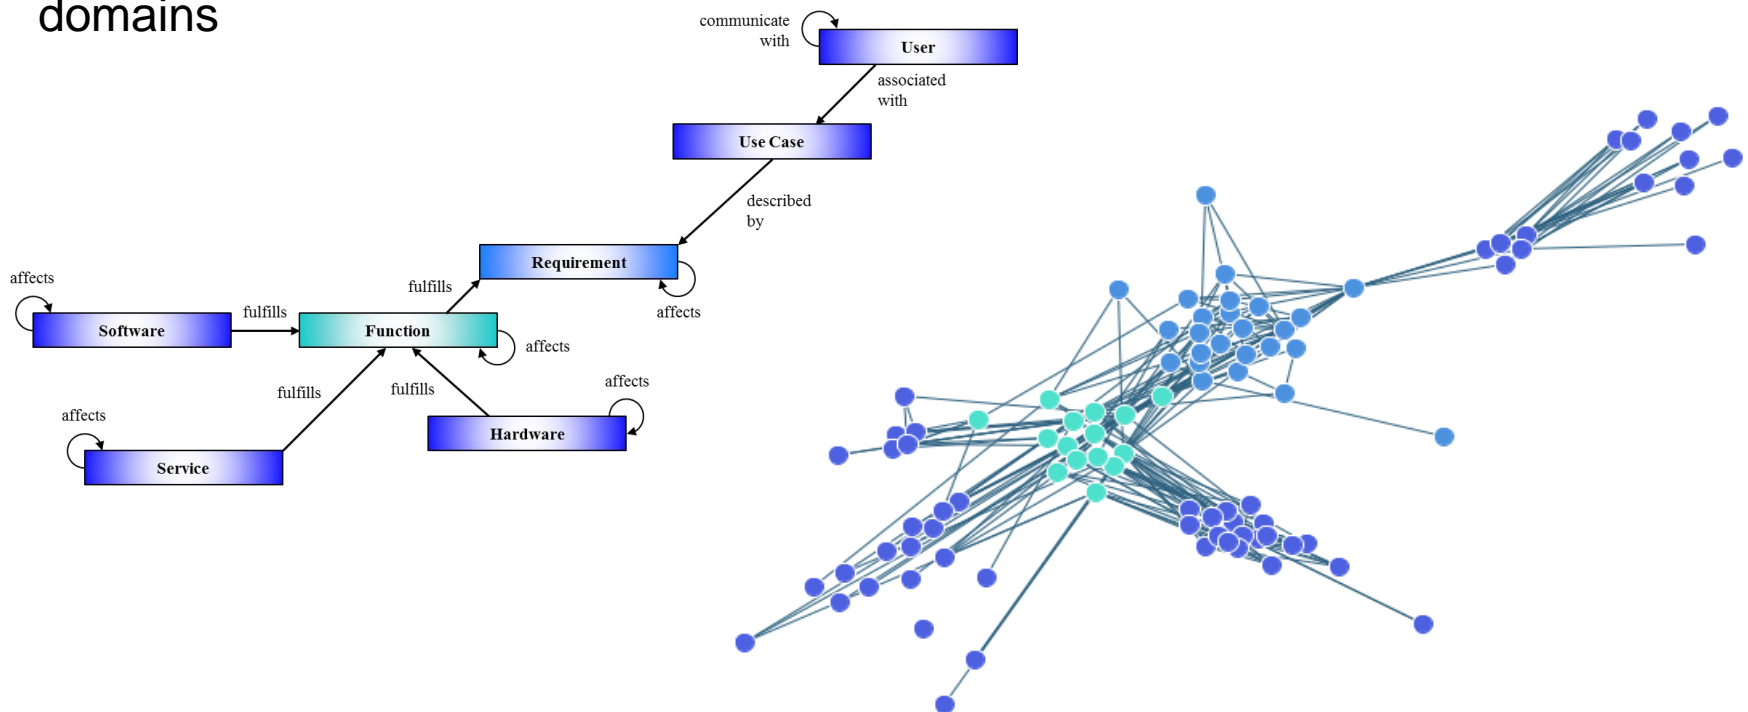 domains
communicate
with
User
associated
with
Use Case
described
by
Requirement
affects
fulfills
affects
Software
fulfills
Function
affects
fulfills
fulfills
affects
Hardware
affects
Service